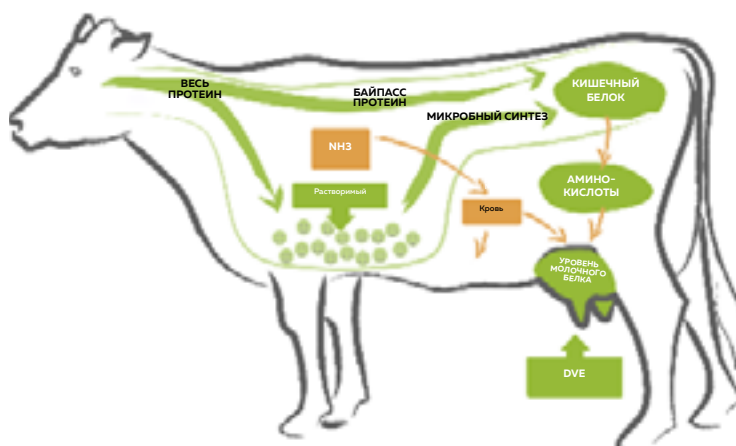 ВЕСЬ
ПРОТЕИН
БАЙПАСС
ПРОТЕИН
КИШЕЧНЫЙ
БЕЛОК
МИКРОБНЫЙ СИНТЕЗ
NH3
Растворимый
АМИНО-
КИСЛОТЫ
Кровь
УРОВЕНЬ
МОЛОЧНОГО
БЕЛКА
DVE